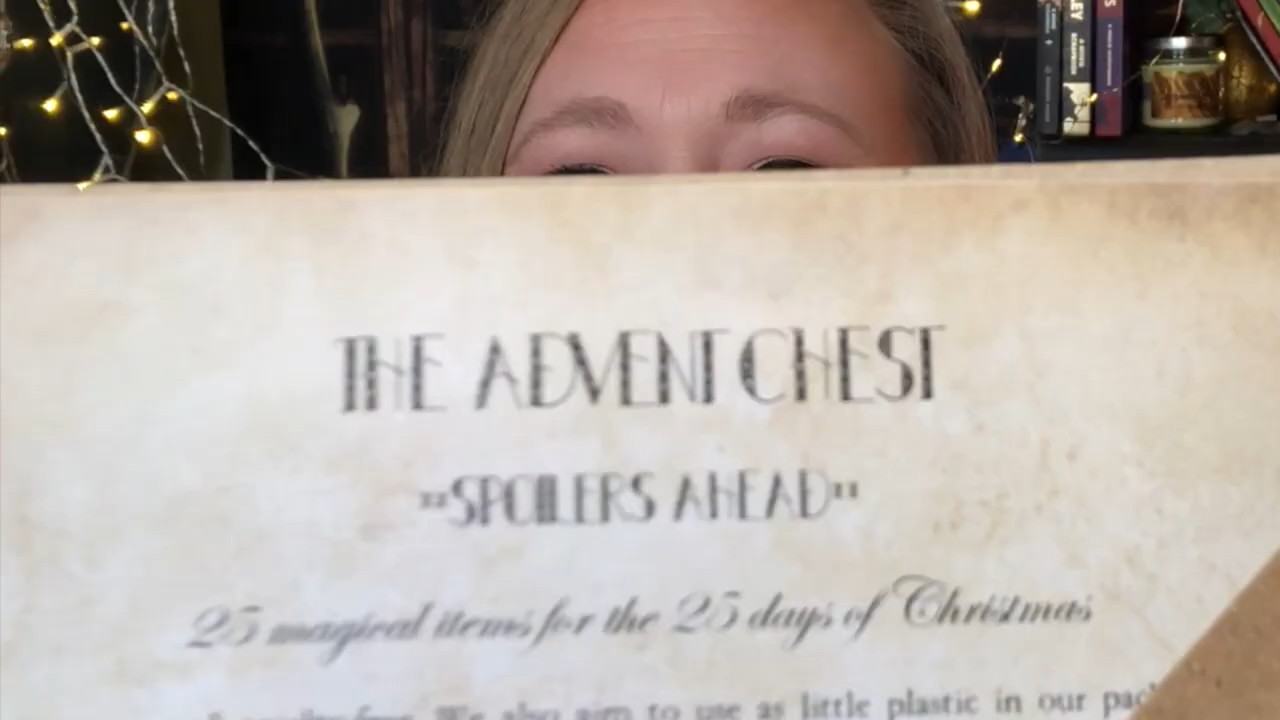 THE ADVENT CHEST
**SPOILERS AHEAD**
25 magical items for the 25 days of Christmas
We also aim to use as little plastic in our